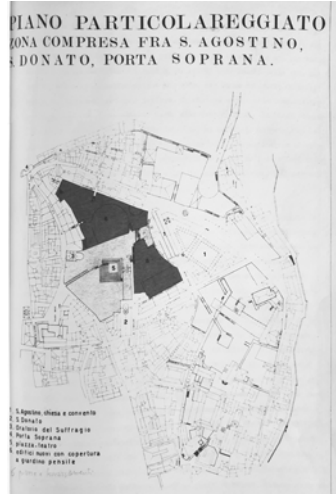 PIANO PARTICOLAREGGIATO
ZONA COMPRESA FRA S. AGOSTINO,
S. DONATO, PORTA SOPRANA.
1. S. Agostino, chiesa e convento
2. S. Donato
3. Oratorio del Suffragio
4. Porta Soprana
5. piazza-teatro
6. edifici nuovi con copertura
a giardino pensile